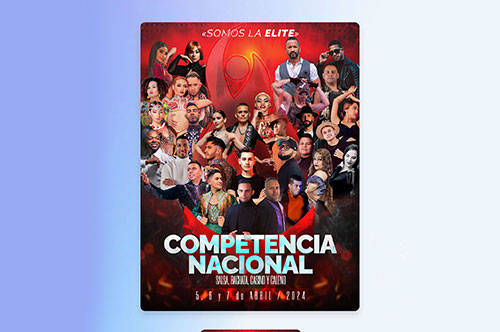 «SOMOS LA ELITE»
COMPETENCIA
NACIONAL
SALSA, BACHATA, CASINO Y CALEÑO
5, 6 y 7 de ABRIL / 2024